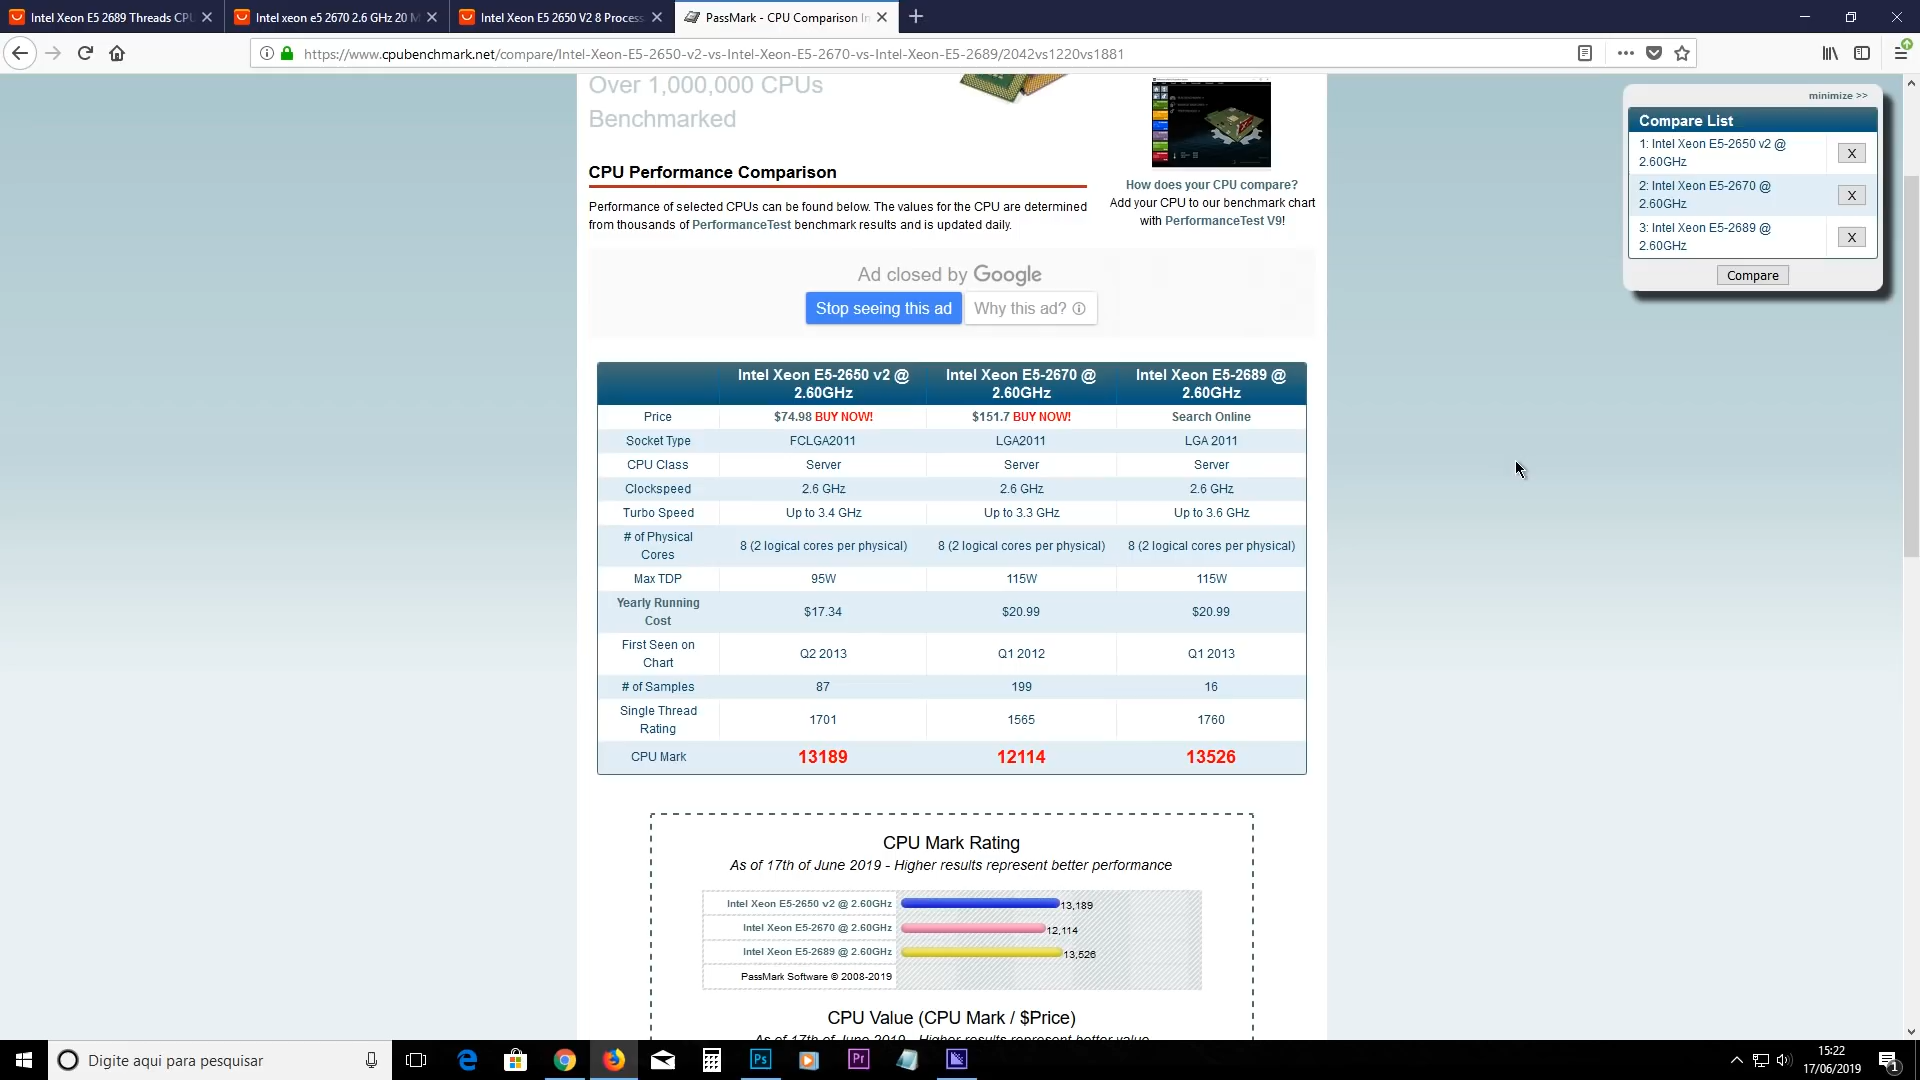 Intel Xeon E5 2689 Threads CPU
Intel xeon e5 2670 2.6 GHz 20 M
Intel Xeon E5 2650 V2 8 Process
PassMark - CPU Comparison In
https://www.cpubenchmark.net/compare/Intel-Xeon-E5-2650-v2-vs-Intel-Xeon-E5-2670-vs-Intel-Xeon-E5-2689/2042vs1220vs1881
Over 1,000,000 CPUs
Benchmarked
CPU Performance Comparison
Performance of selected CPUs can be found below. The values for the CPU are determined
from thousands of PerformanceTest benchmark results and is updated daily.
How does your CPU compare?
Add your CPU to our benchmark chart
with PerformanceTest V9!
minimize >>
Compare List
1: Intel Xeon E5-2650 v2 @
2.60GHz
X
2: Intel Xeon E5-2670 @
2.60GHz
X
3: Intel Xeon E5-2689 @
2.60GHz
X
Compare
Ad closed by Google
Stop seeing this ad
Why this ad?
Intel Xeon E5-2650 v2 @
2.60GHz
Intel Xeon E5-2670 @
2.60GHz
Intel Xeon E5-2689 @
2.60GHz
Price $74.98 BUY NOW! $151.7 BUY NOW! Search Online
Socket Type FCLGA2011 LGA2011 LGA 2011
CPU Class Server Server Server
Clockspeed 2.6 GHz 2.6 GHz 2.6 GHz
Turbo Speed Up to 3.4 GHz Up to 3.3 GHz Up to 3.6 GHz
# of Physical
Cores
8 (2 logical cores per physical) 8 (2 logical cores per physical) 8 (2 logical cores per physical)
Max TDP 95W 115W 115W
Yearly Running
Cost
$17.34 $20.99 $20.99
First Seen on
Chart
Q2 2013 Q1 2012 Q1 2013
# of Samples 87 199 16
Single Thread
Rating
1701 1565 1760
CPU Mark 13189 12114 13526
CPU Mark Rating
As of 17th of June 2019 - Higher results represent better performance
Intel Xeon E5-2650 v2 @ 2.60GHz 13,189
Intel Xeon E5-2670 @ 2.60GHz 12,114
Intel Xeon E5-2689 @ 2.60GHz 13,526
PassMark Software © 2008-2019
CPU Value (CPU Mark / $Price)
As of 17th of June 2019 - Higher results represent better value
Digite aqui para pesquisar
Ps
Pr
15:22
17/06/2019
1